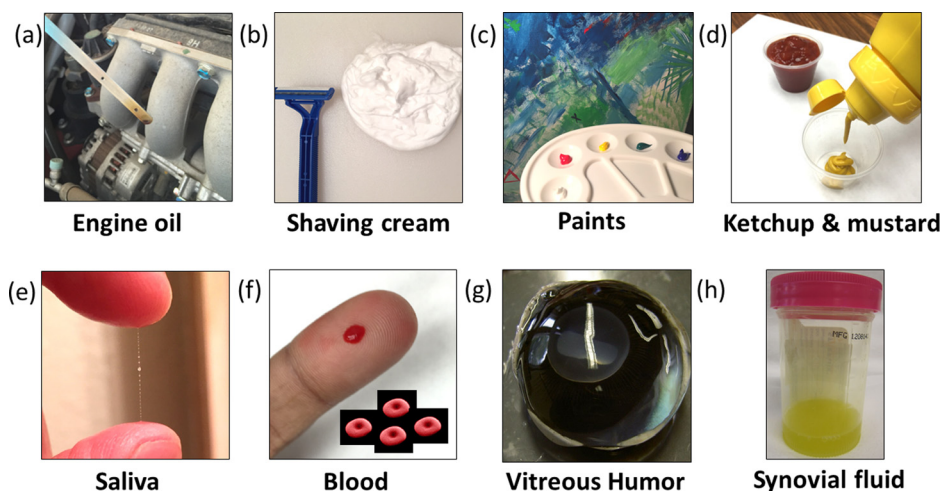 (a)
(b)
(c)
(d)
Engine oil
Shaving cream
Paints
Ketchup & mustard
(e)
(f)
(g)
(h)
Saliva
Blood
Vitreous Humor
Synovial fluid